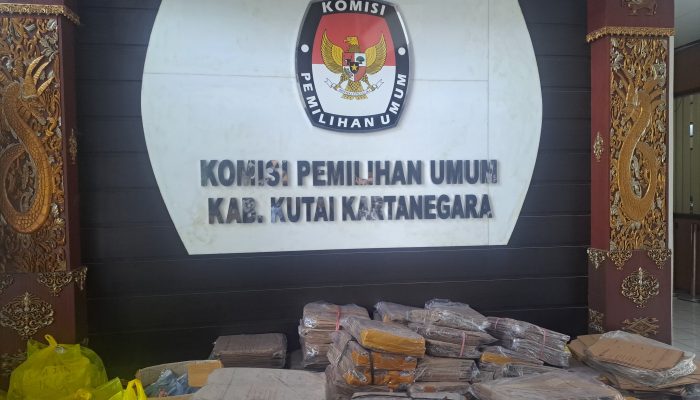 KOMISI
PEMILIHAN UMUM
KOMISI PEMILIHAN UMUM
KAB. KUTAI KARTANEGARA